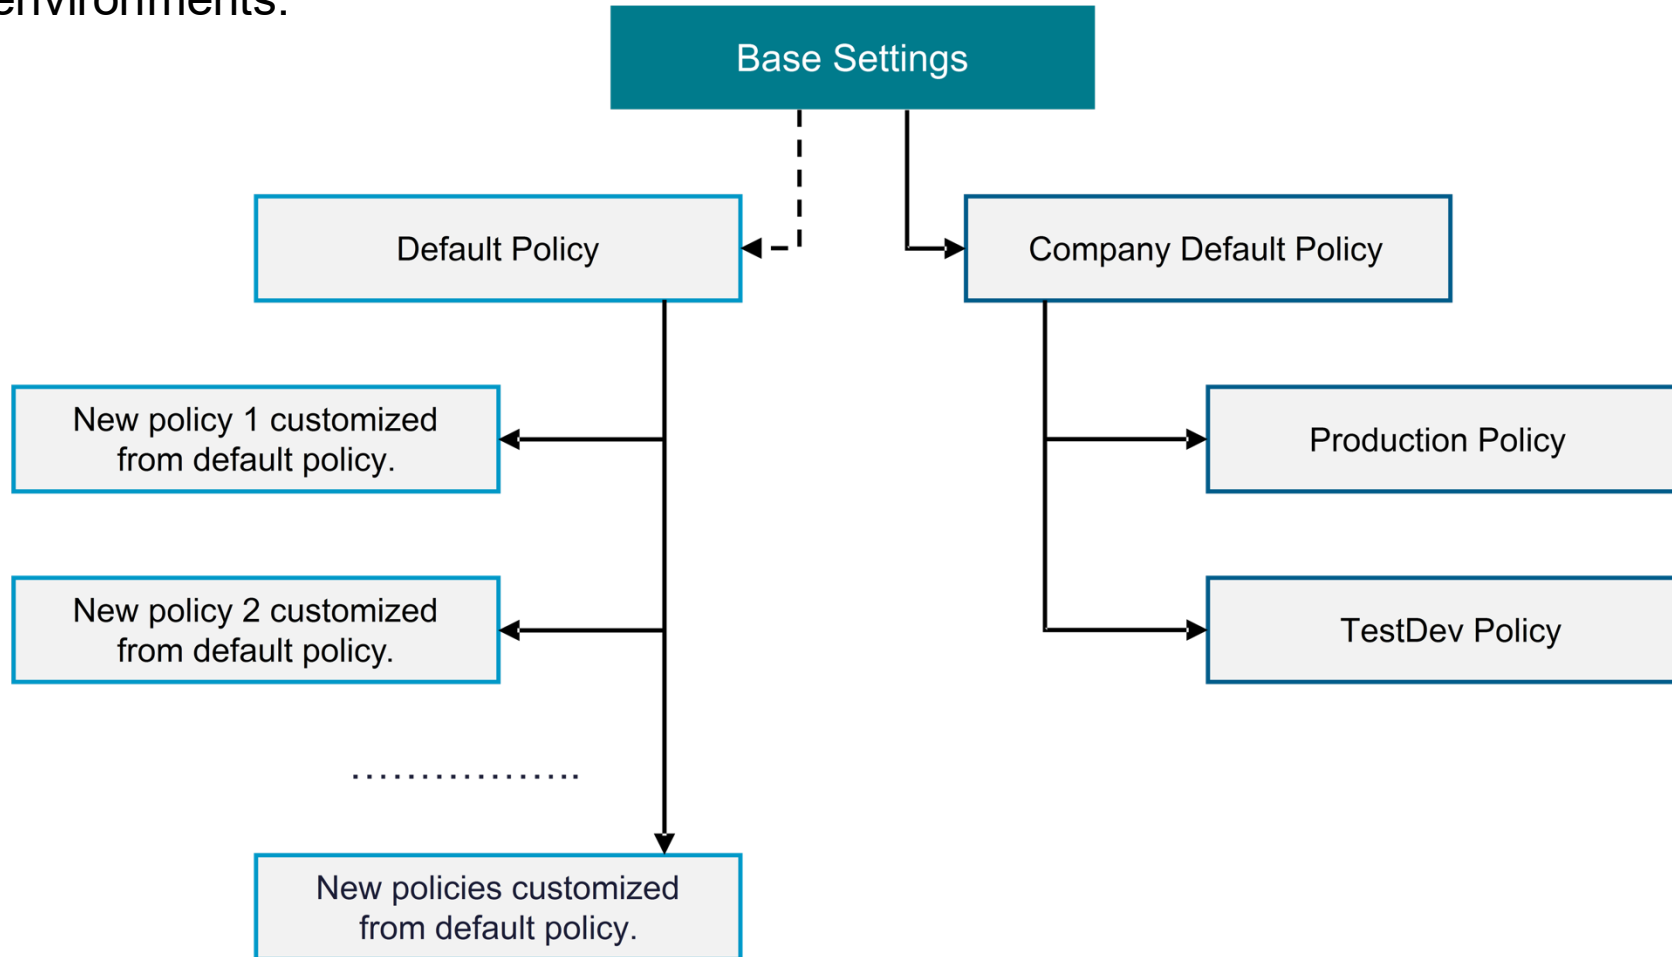 environments.
Base Settings
Default Policy
Company Default Policy
New policy 1 customized
from default policy.
Production Policy
New policy 2 customized
from default policy.
TestDev Policy
..................
New policies customized
from default policy.